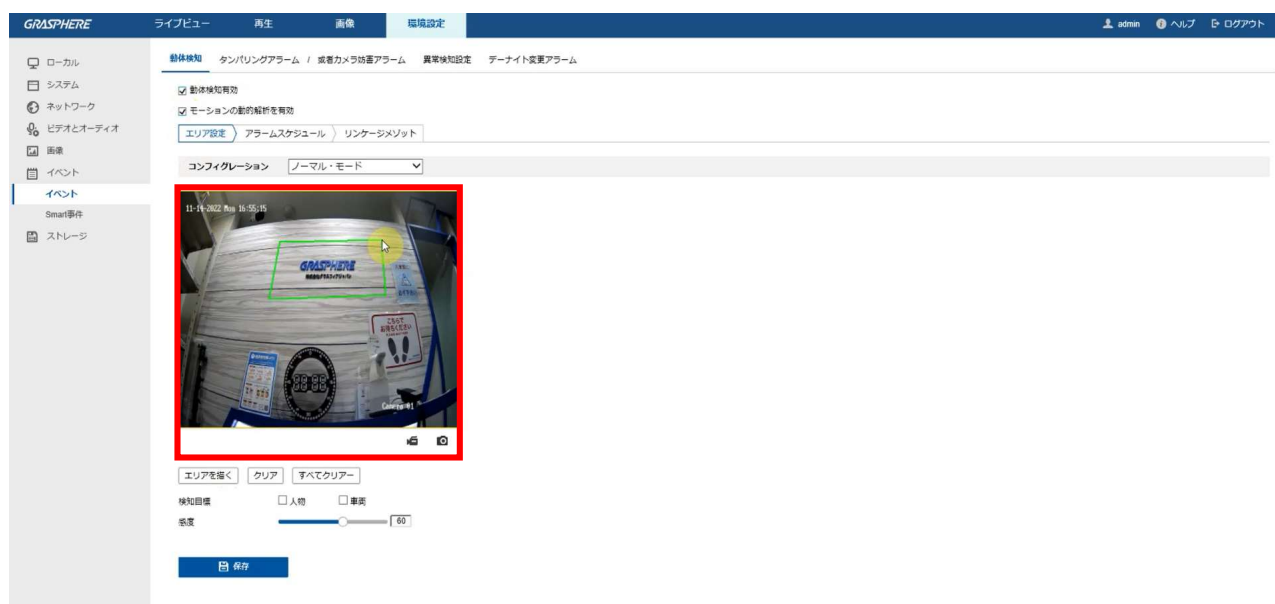 GRASPHERE ライブビュー 再生 画像 環境設定 admin ヘルプ ログアウト
ローカル
システム
ネットワーク
ビデオとオーディオ
画像
イベント
イベント
Smart事件
ストレージ
動体検知 タンパリングアラーム / 或者カメラ妨害アラーム 異常検知設定 デーナイト変更アラーム
動体検知有効
モーションの動的解析を有効
エリア設定 アラームスケジュール リンケージメゾット
コンフィグレーション ノーマル・モード
11-14-2022 Mon 16:55:15
GRASPHERE
こちらで
お待ちください
Camera 01
エリアを描く クリア すべてクリアー
検知目標 人物 車両
感度 60
保存